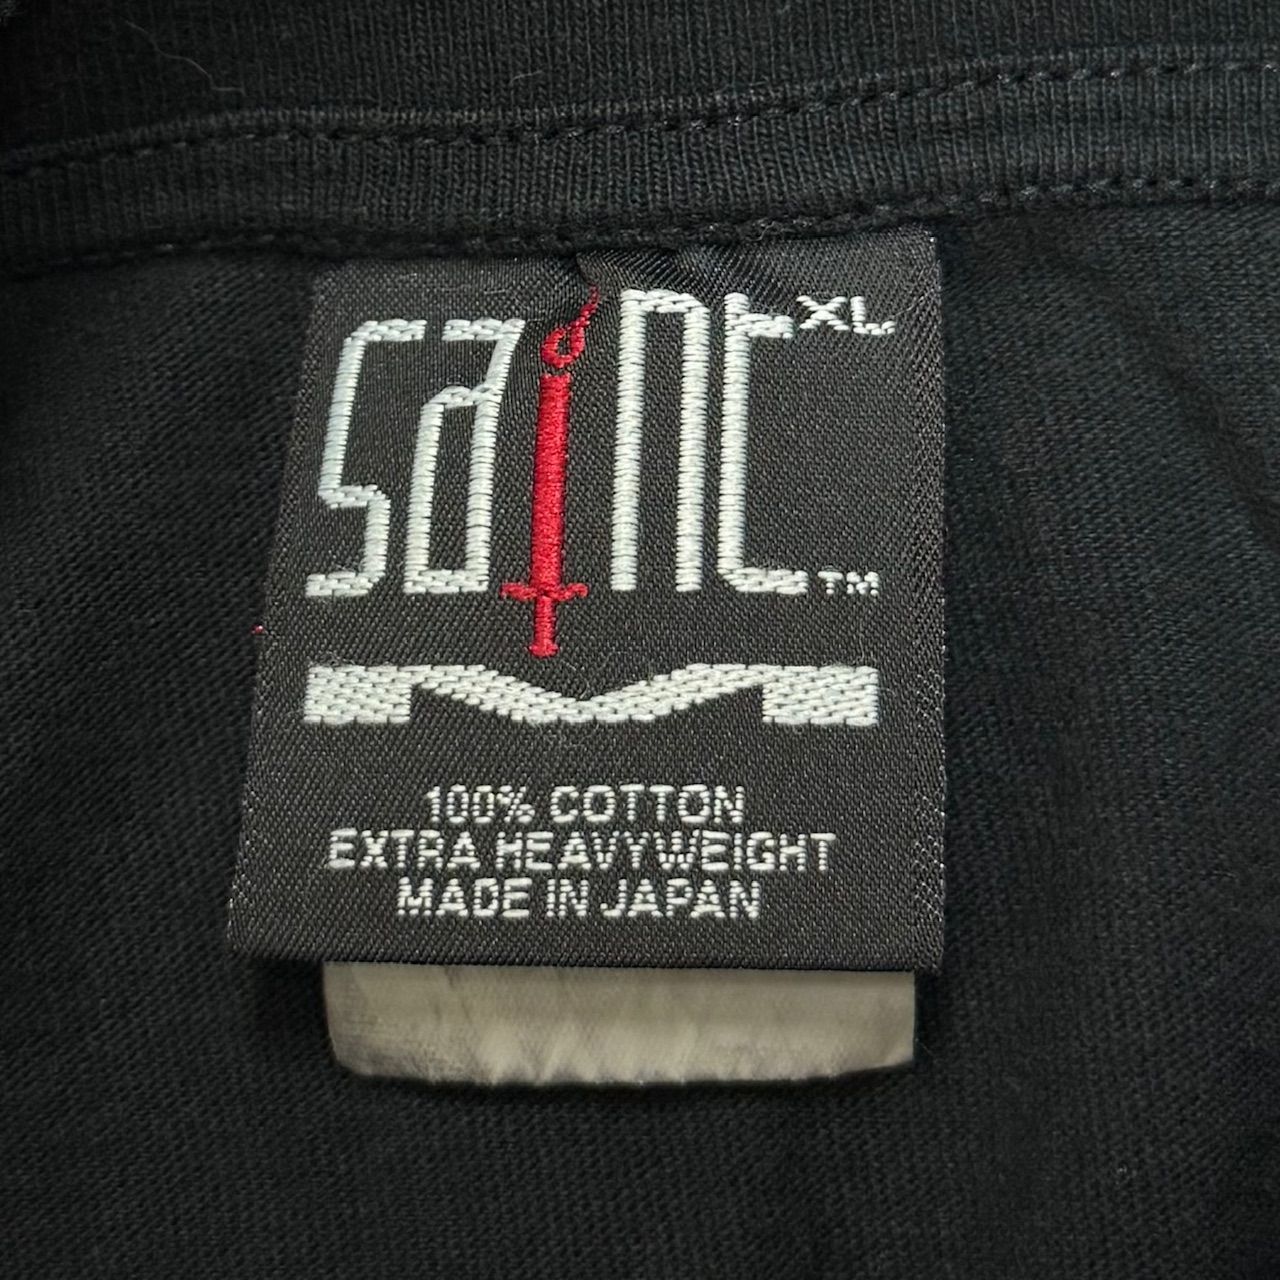 SaiNt XL
™
M
100% COTTON
EXTRA HEAVYWEIGHT
MADE IN JAPAN